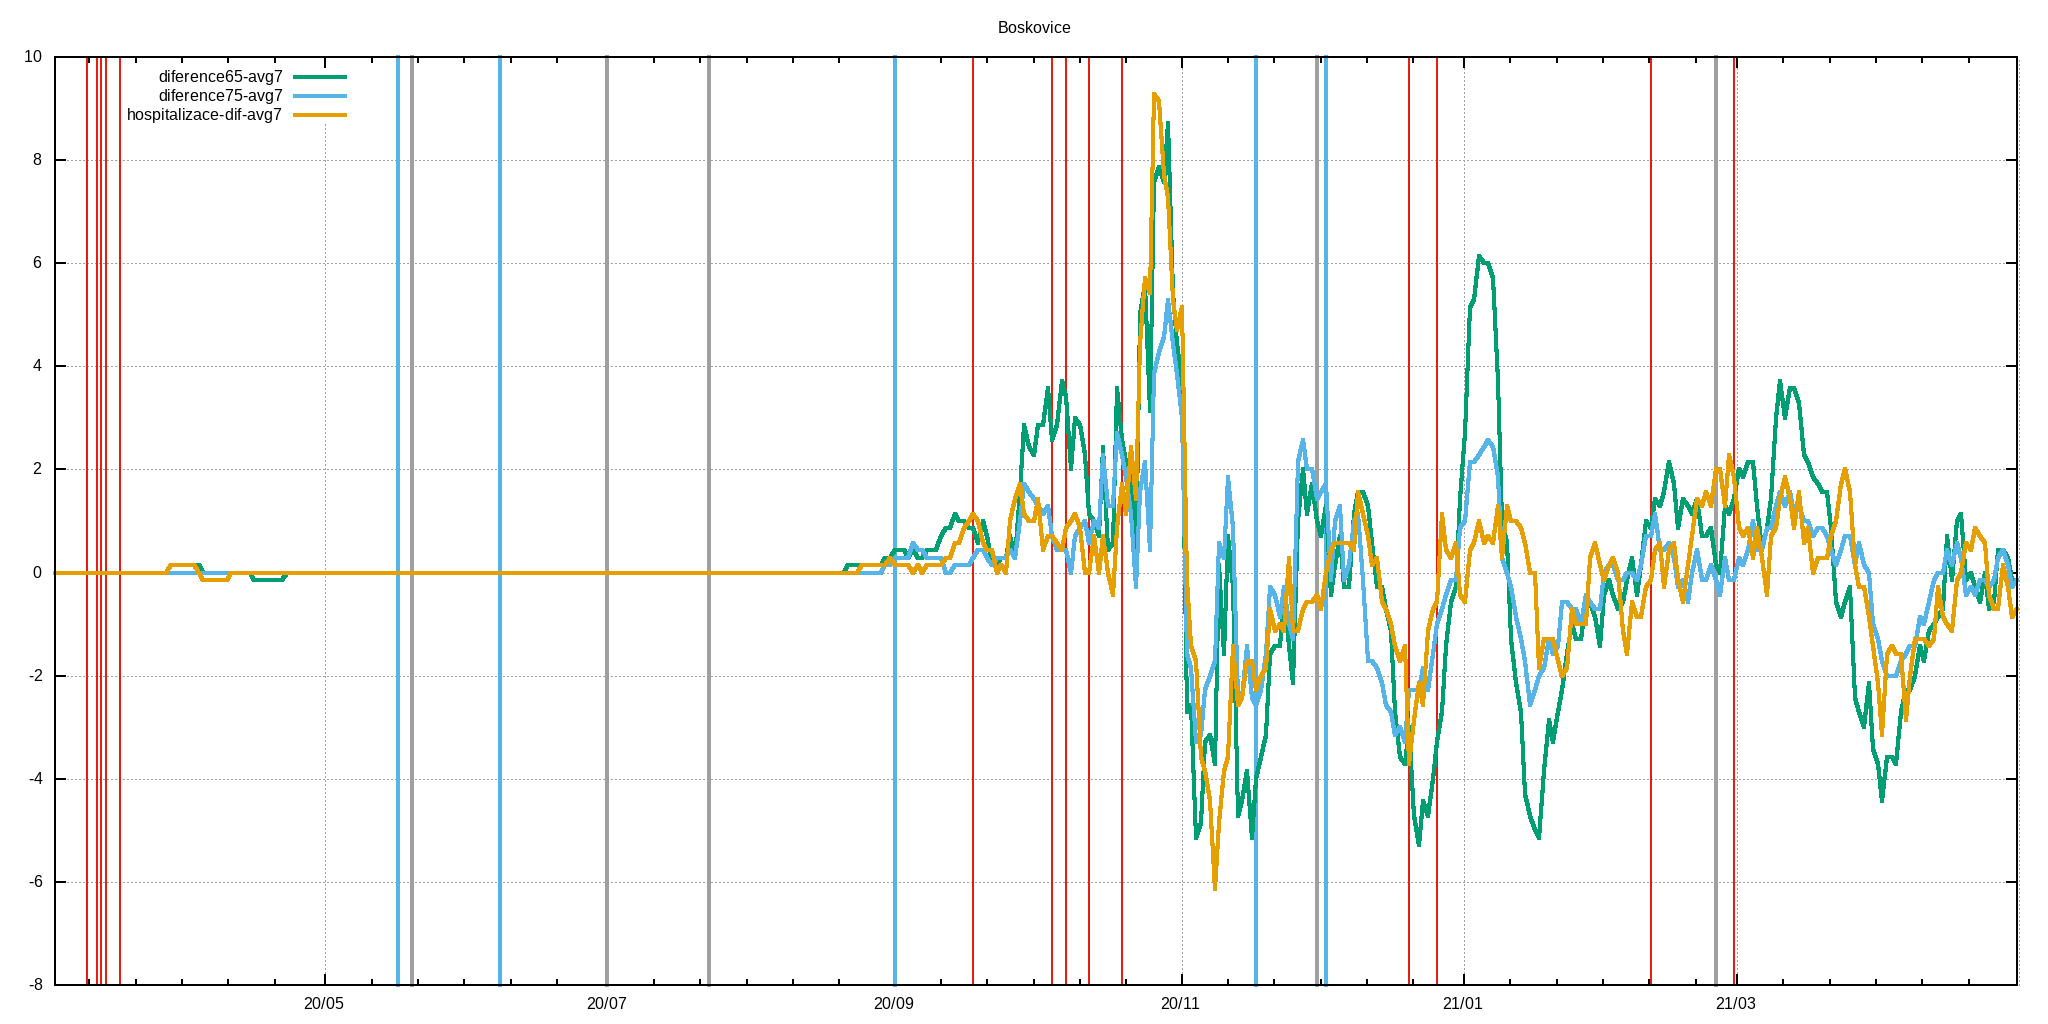 Boskovice
10
diference65-avg7
diference75-avg7
hospitalizace-dif-avg7
8
6
4
2
0
-2
-4
-6
-8
20/05 20/07 20/09 20/11 21/01 21/03